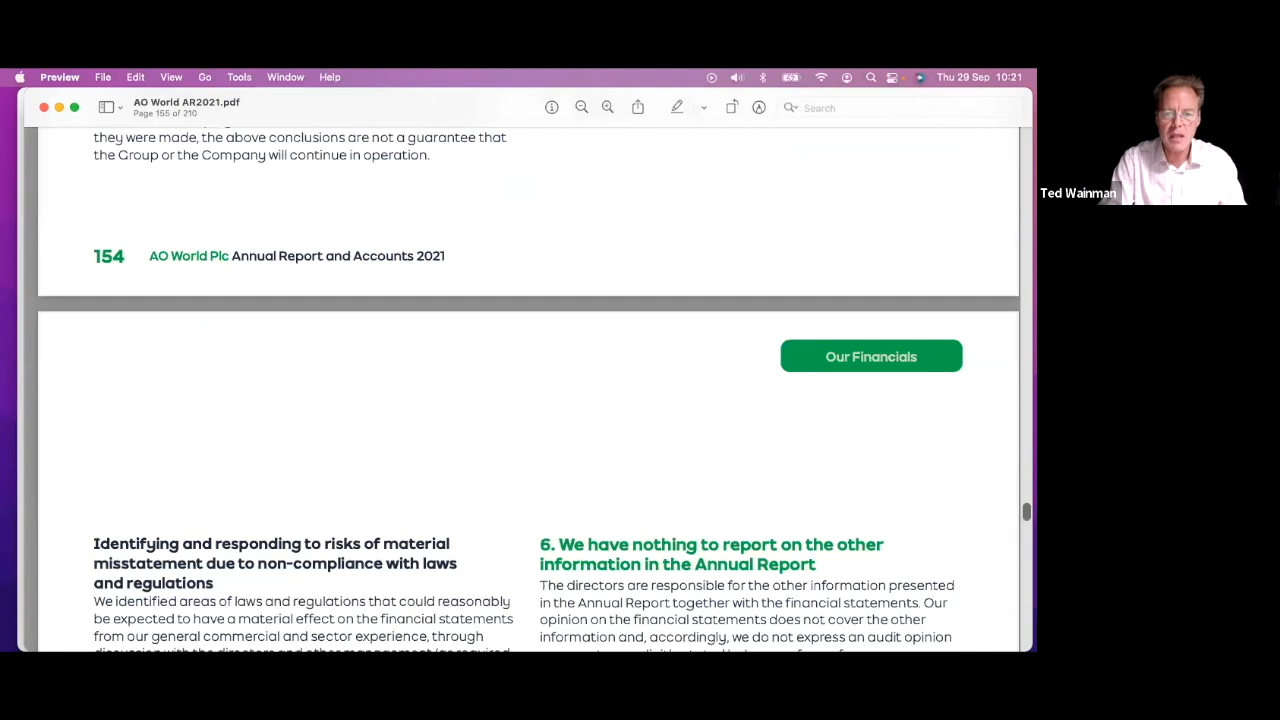 Preview File Edit View Go Tools Window Help Thu 29 Sep 10:21
AO World AR2021.pdf
Page 155 of 210
Search
they were made, the above conclusions are not a guarantee that
the Group or the Company will continue in operation.
154 AO World Plc Annual Report and Accounts 2021
Our Financials
Identifying and responding to risks of material
misstatement due to non-compliance with laws
and regulations
We identified areas of laws and regulations that could reasonably
be expected to have a material effect on the financial statements
from our general commercial and sector experience, through
6. We have nothing to report on the other
information in the Annual Report
The directors are responsible for the other information presented
in the Annual Report together with the financial statements. Our
opinion on the financial statements does not cover the other
information and, accordingly, we do not express an audit opinion
Ted Wainman